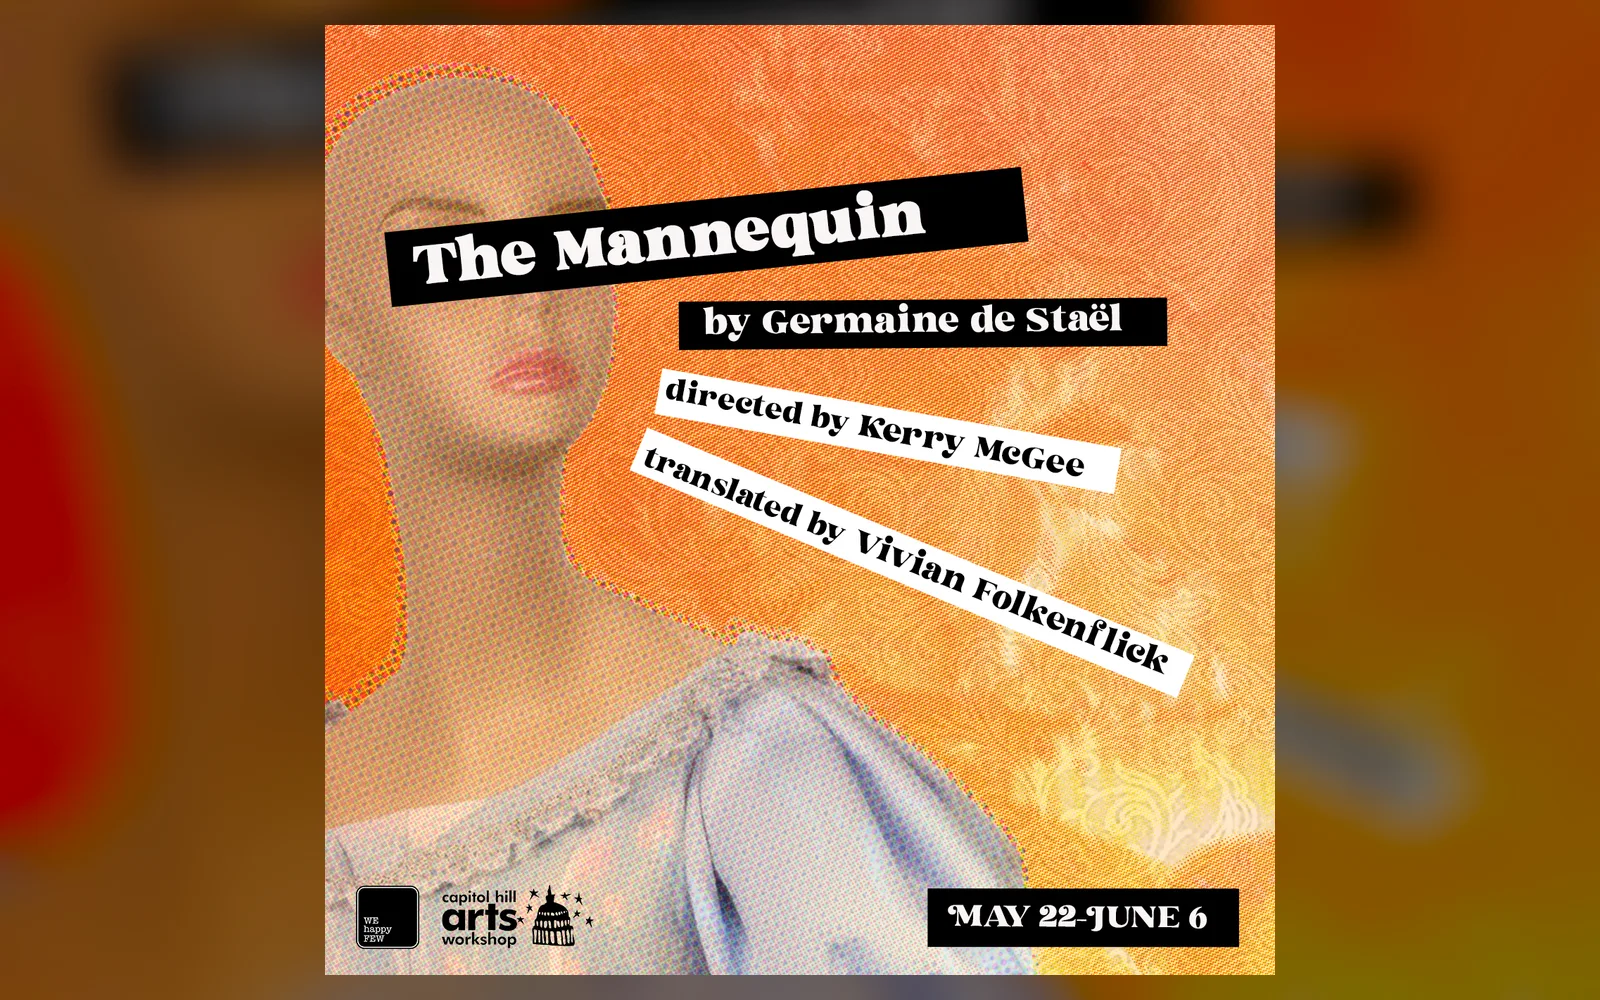 The Mannequin
by Germaine de Staël
directed by Kerry McGee
translated by Vivian Folkenflick
WE
happy
FEW
capitol hill
arts
workshop
MAY 22-JUNE 6